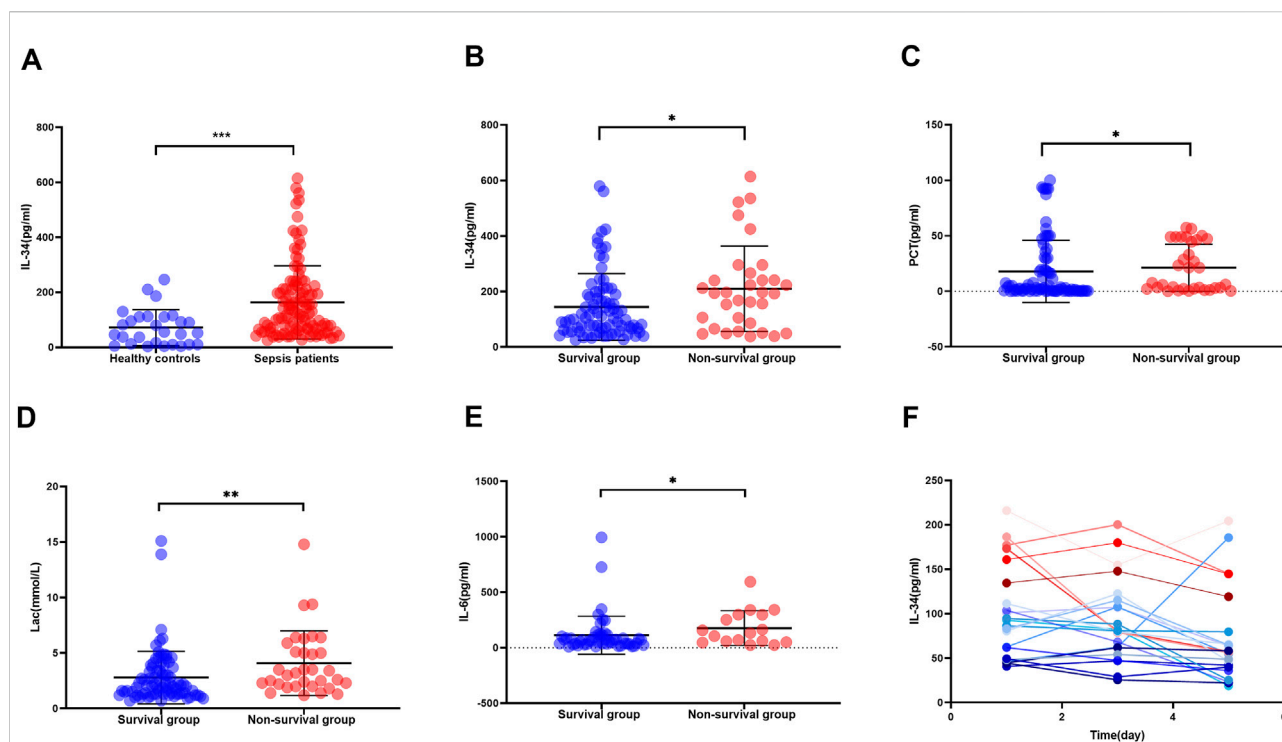 A
B
C
IL-34(pg/ml)
800
600
400
200
0
***
Healthy controls
Sepsis patients
IL-34(pg/ml)
800
600
400
200
0
*
Survival group
Non-survival group
PCT(pg/ml)
150
100
50
0
-50
*
Survival group
Non-survival group
D
E
F
Lac(mmol/L)
20
15
10
5
0
**
Survival group
Non-survival group
IL-6(pg/ml)
1500
1000
500
0
-500
*
Survival group
Non-survival group
IL-34(pg/ml)
250
200
150
100
50
0
0
2
4
Time(day)